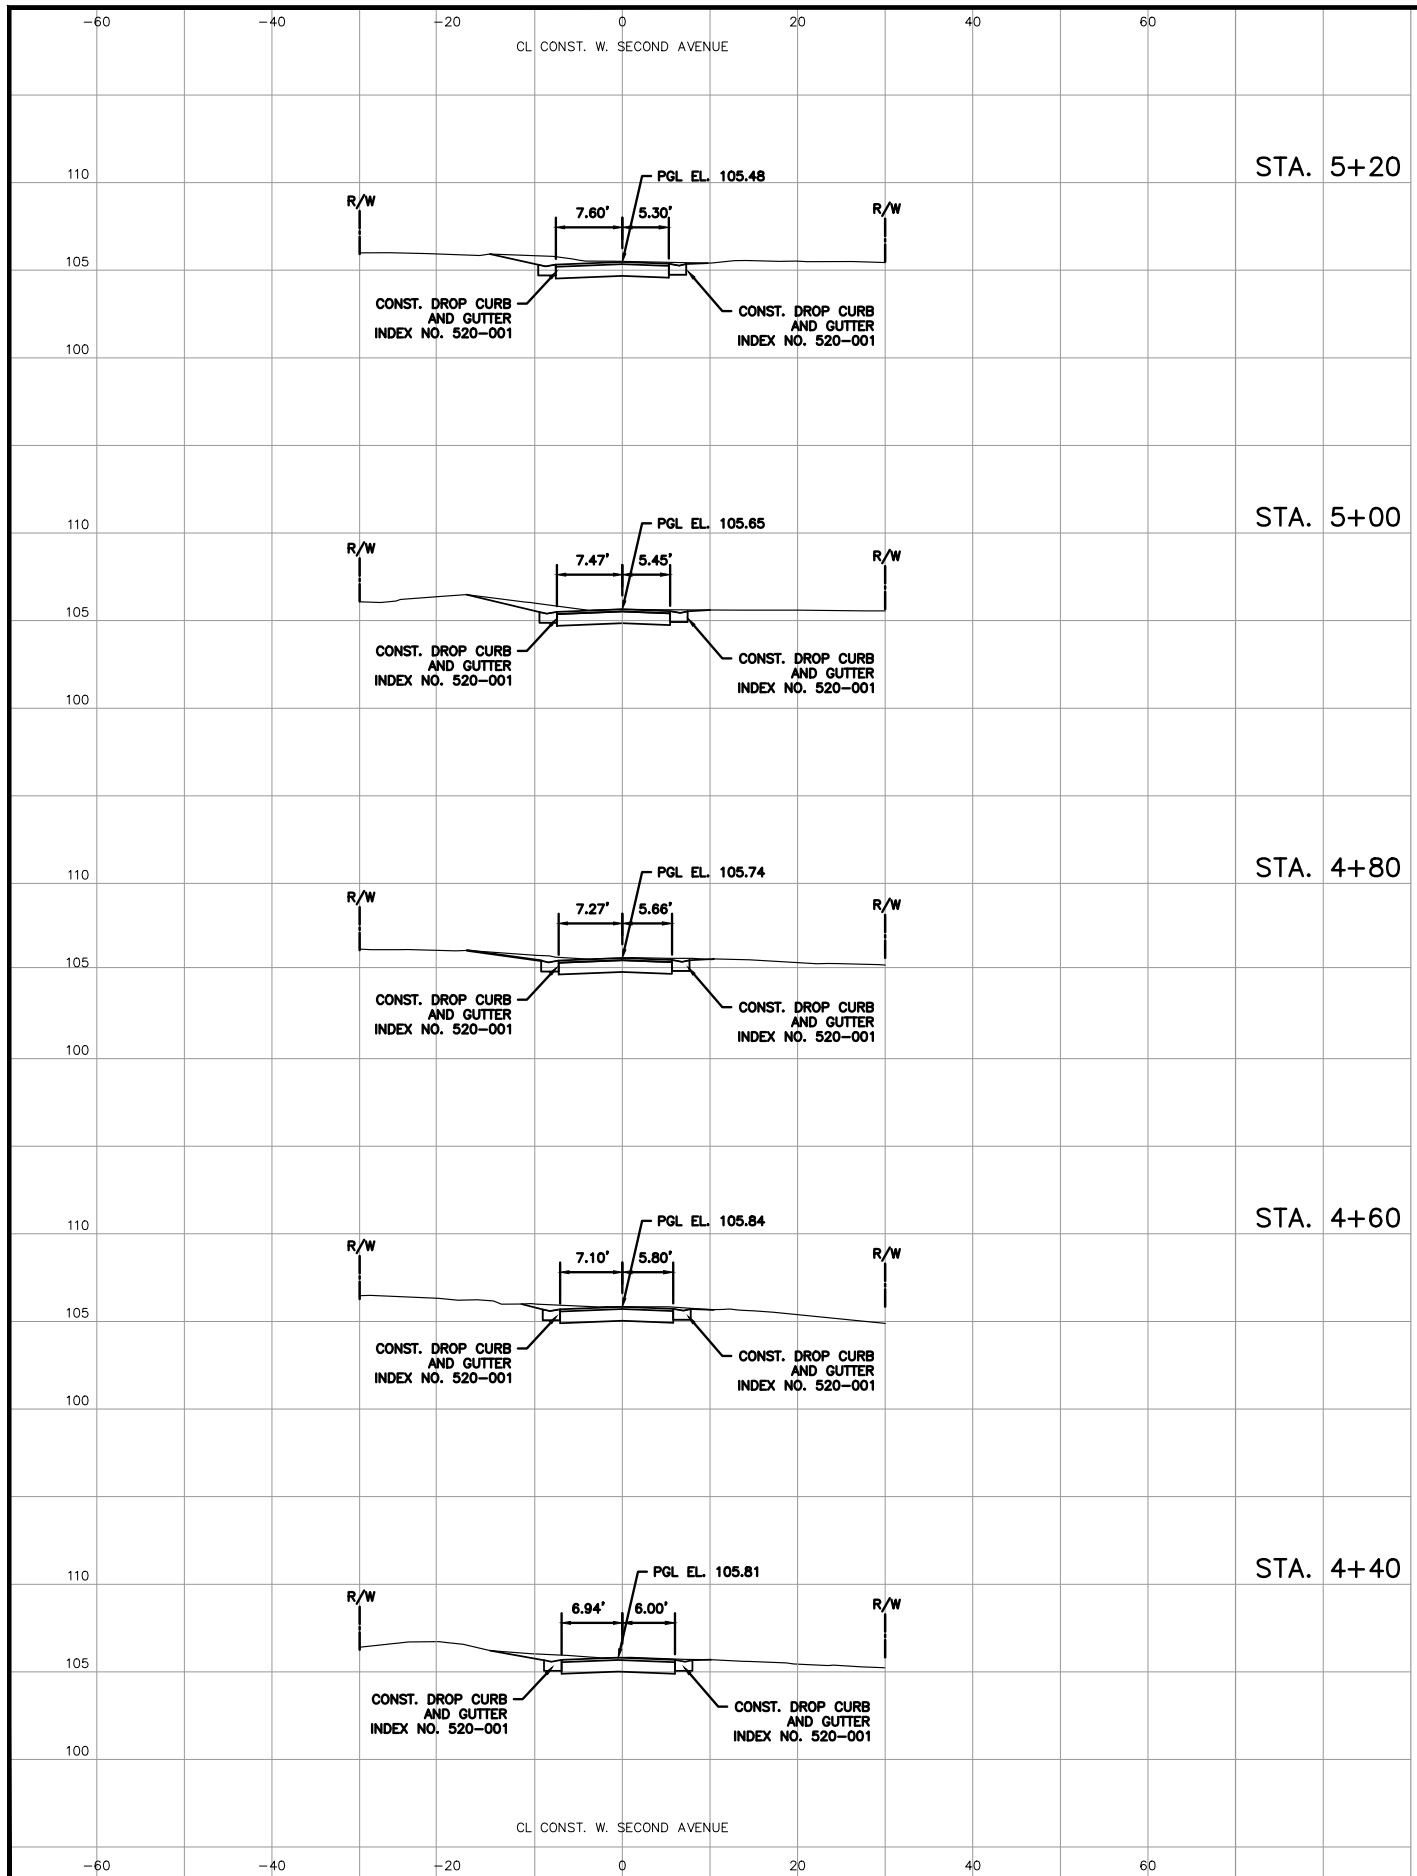 -60 -40 -20 0 20 40 60
CL CONST. W. SECOND AVENUE
STA. 5+20
110
PGL EL. 105.48
R/W
R/W
7.60' 5.30'
105
CONST. DROP CURB
AND GUTTER
INDEX NO. 520-001
CONST. DROP CURB
AND GUTTER
INDEX NO. 520-001
100
STA. 5+00
110
PGL EL. 105.65
R/W
R/W
7.47' 5.45'
105
CONST. DROP CURB
AND GUTTER
INDEX NO. 520-001
CONST. DROP CURB
AND GUTTER
INDEX NO. 520-001
100
STA. 4+80
110
PGL EL. 105.74
R/W
R/W
7.27' 5.66'
105
CONST. DROP CURB
AND GUTTER
INDEX NO. 520-001
CONST. DROP CURB
AND GUTTER
INDEX NO. 520-001
100
STA. 4+60
110
PGL EL. 105.84
R/W
R/W
7.10' 5.80'
105
CONST. DROP CURB
AND GUTTER
INDEX NO. 520-001
CONST. DROP CURB
AND GUTTER
INDEX NO. 520-001
100
STA. 4+40
110
PGL EL. 105.81
R/W
R/W
6.94' 6.00'
105
CONST. DROP CURB
AND GUTTER
INDEX NO. 520-001
CONST. DROP CURB
AND GUTTER
INDEX NO. 520-001
100
CL CONST. W. SECOND AVENUE
-60 -40 -20 0 20 40 60